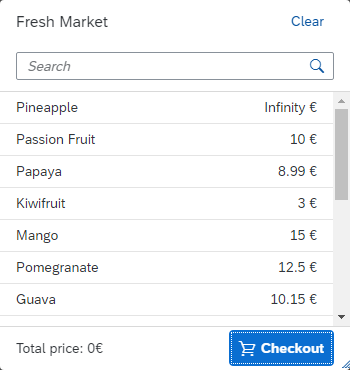 Fresh Market Clear
Search
Pineapple Infinity €
Passion Fruit 10 €
Papaya 8.99 €
Kiwifruit 3 €
Mango 15 €
Pomegranate 12.5 €
Guava 10.15 €
Total price: 0€ Checkout